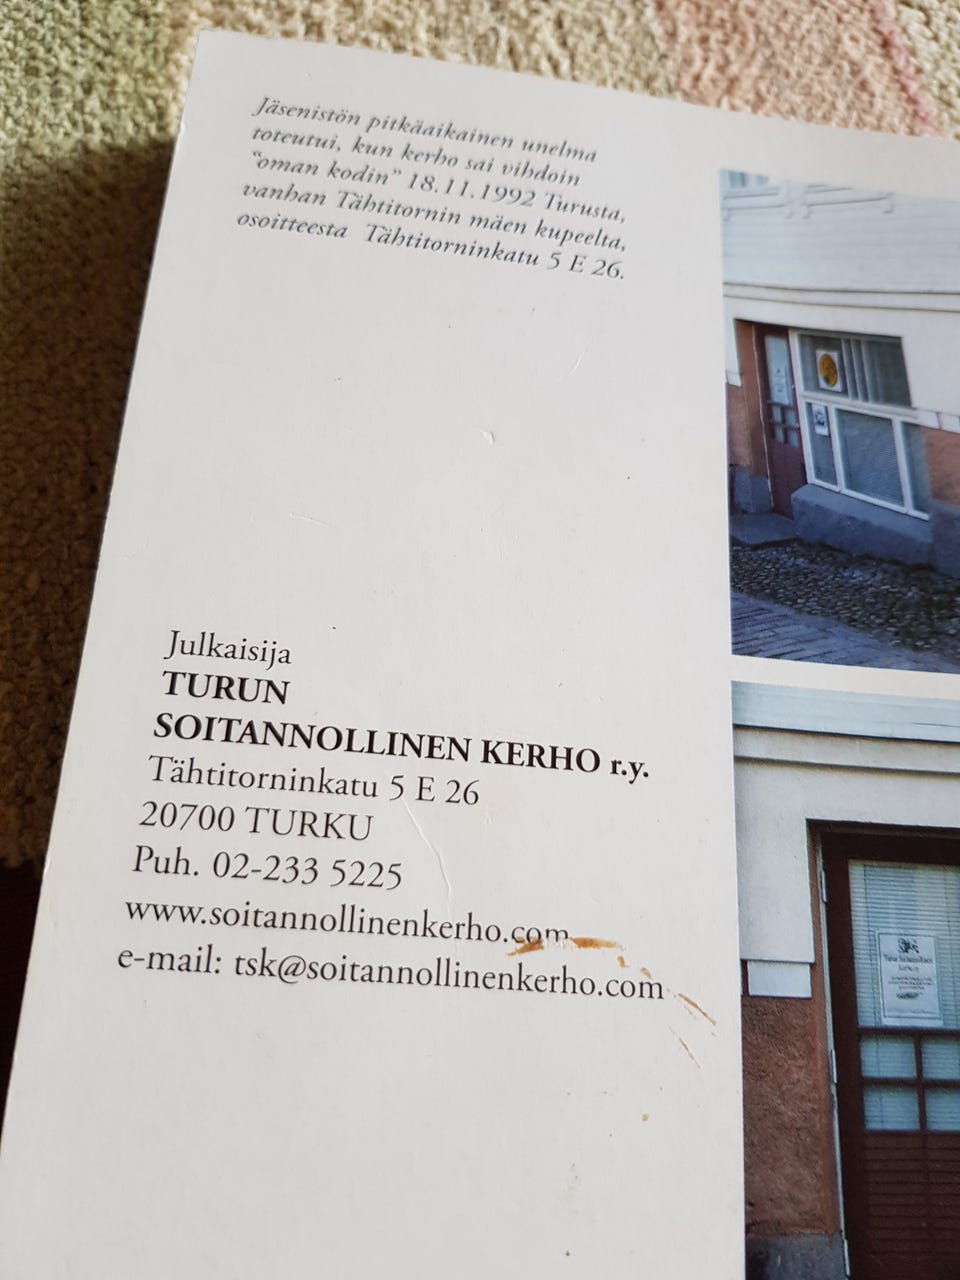 Jäsenistön pitkäaikainen unelma
toteutui, kun kerho sai vihdoin
"oman kodin" 18.11.1992 Turusta,
vanhan Tähtitornin mäen kupeelta,
osoitteesta Tähtitorninkatu 5 E 26.
Julkaisija
TURUN
SOITANNOLLINEN KERHO r.y.
Tähtitorninkatu 5 E 26
20700 TURKU
Puh. 02-233 5225
www.soitannollinenkerho.com
e-mail: tsk@soitannollinenkerho.com